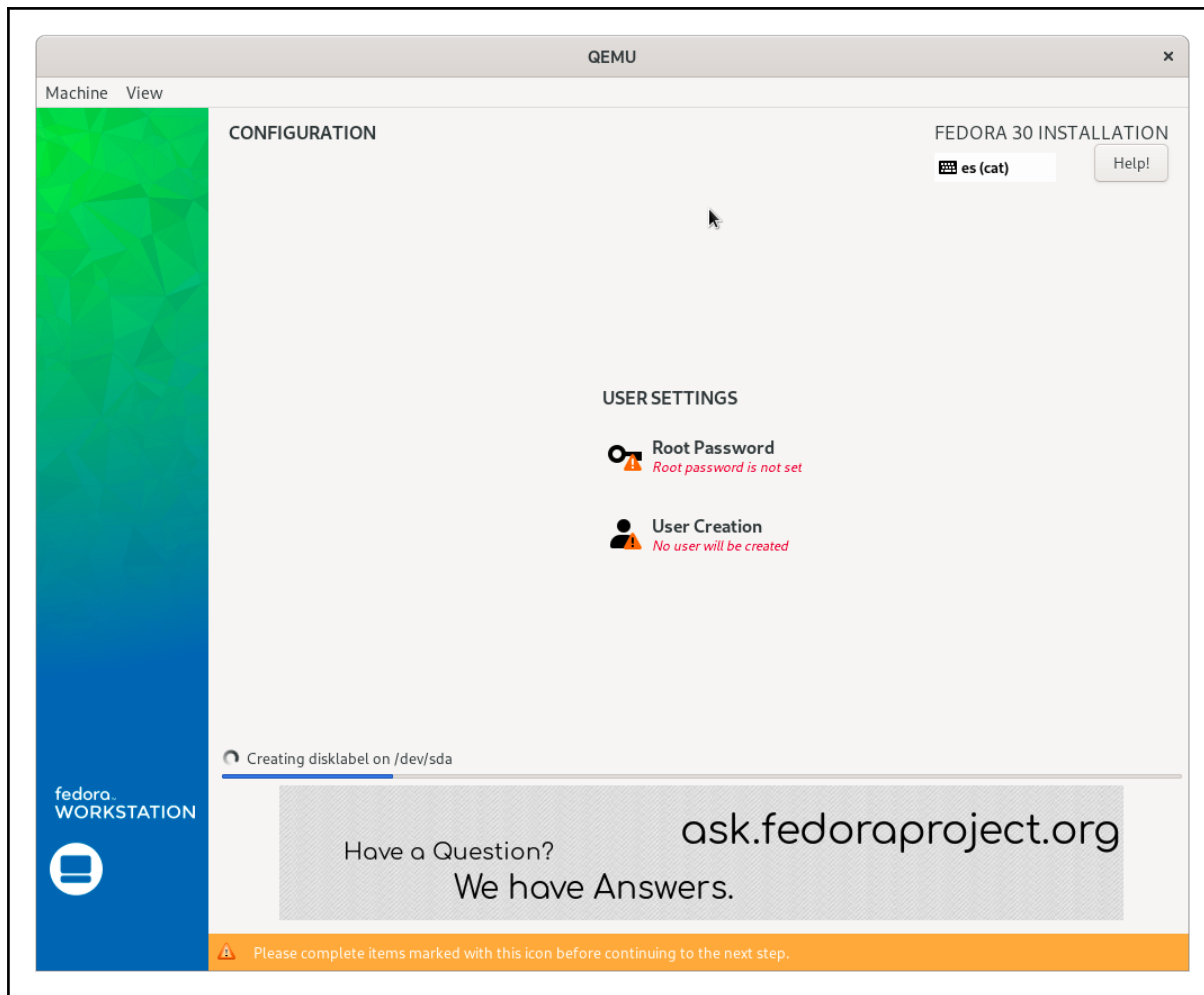 QEMU
Machine View
CONFIGURATION
FEDORA 30 INSTALLATION
es (cat)
Help!
USER SETTINGS
Root Password
Root password is not set
User Creation
No user will be created
Creating disklabel on /dev/sda
fedora™
WORKSTATION
ask.fedoraproject.org
Have a Question?
We have Answers.
Please complete items marked with this icon before continuing to the next step.